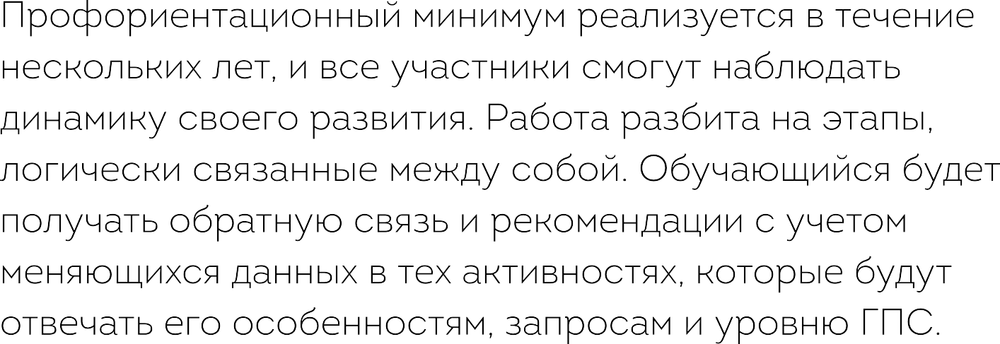 Профориентационный минимум реализуется в течение
нескольких лет, и все участники смогут наблюдать
динамику своего развития. Работа разбита на этапы,
логически связанные между собой. Обучающийся будет
получать обратную связь и рекомендации с учетом
меняющихся данных в тех активностях, которые будут
отвечать его особенностям, запросам и уровню ГПС.